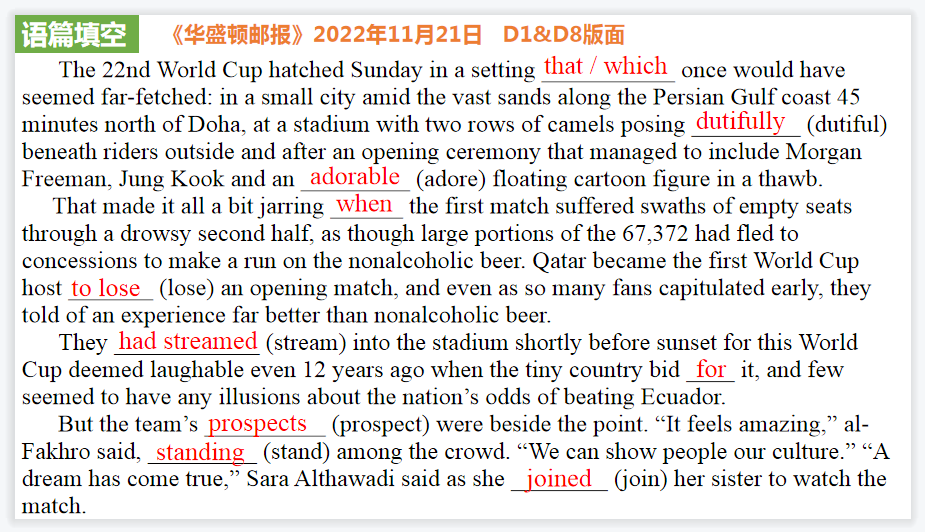 语篇填空 《华盛顿邮报》2022年11月21日 D1&D8版面
The 22nd World Cup hatched Sunday in a setting that / which once would have
seemed far-fetched: in a small city amid the vast sands along the Persian Gulf coast 45
minutes north of Doha, at a stadium with two rows of camels posing dutifully (dutiful)
beneath riders outside and after an opening ceremony that managed to include Morgan
Freeman, Jung Kook and an adorable (adore) floating cartoon figure in a thawb.
That made it all a bit jarring when the first match suffered swaths of empty seats
through a drowsy second half, as though large portions of the 67,372 had fled to
concessions to make a run on the nonalcoholic beer. Qatar became the first World Cup
host to lose (lose) an opening match, and even as so many fans capitulated early, they
told of an experience far better than nonalcoholic beer.
They had streamed (stream) into the stadium shortly before sunset for this World
Cup deemed laughable even 12 years ago when the tiny country bid for it, and few
seemed to have any illusions about the nation’s odds of beating Ecuador.
But the team’s prospects (prospect) were beside the point. “It feels amazing,” al-
Fakhro said, standing (stand) among the crowd. “We can show people our culture.” “A
dream has come true,” Sara Althawadi said as she joined (join) her sister to watch the
match.